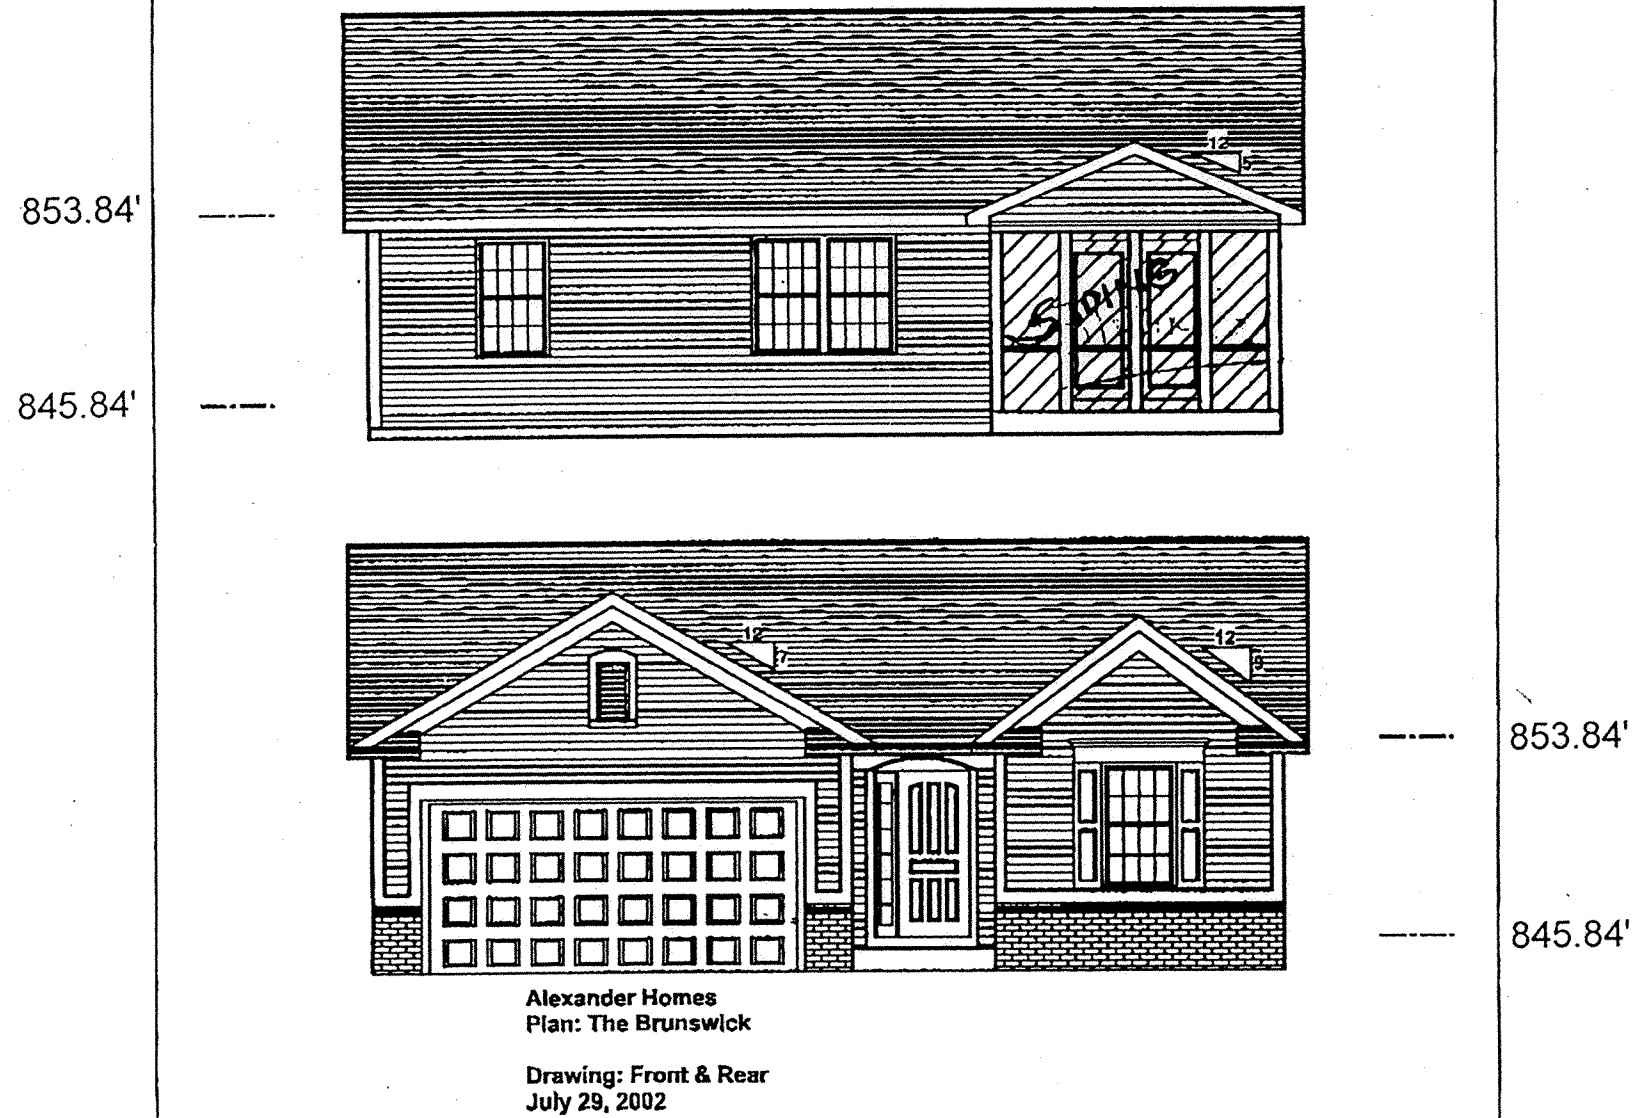 12
5
853.84'
SIDING
845.84'
12
7
12
9
853.84'
845.84'
Alexander Homes
Plan: The Brunswick
Drawing: Front & Rear
July 29, 2002